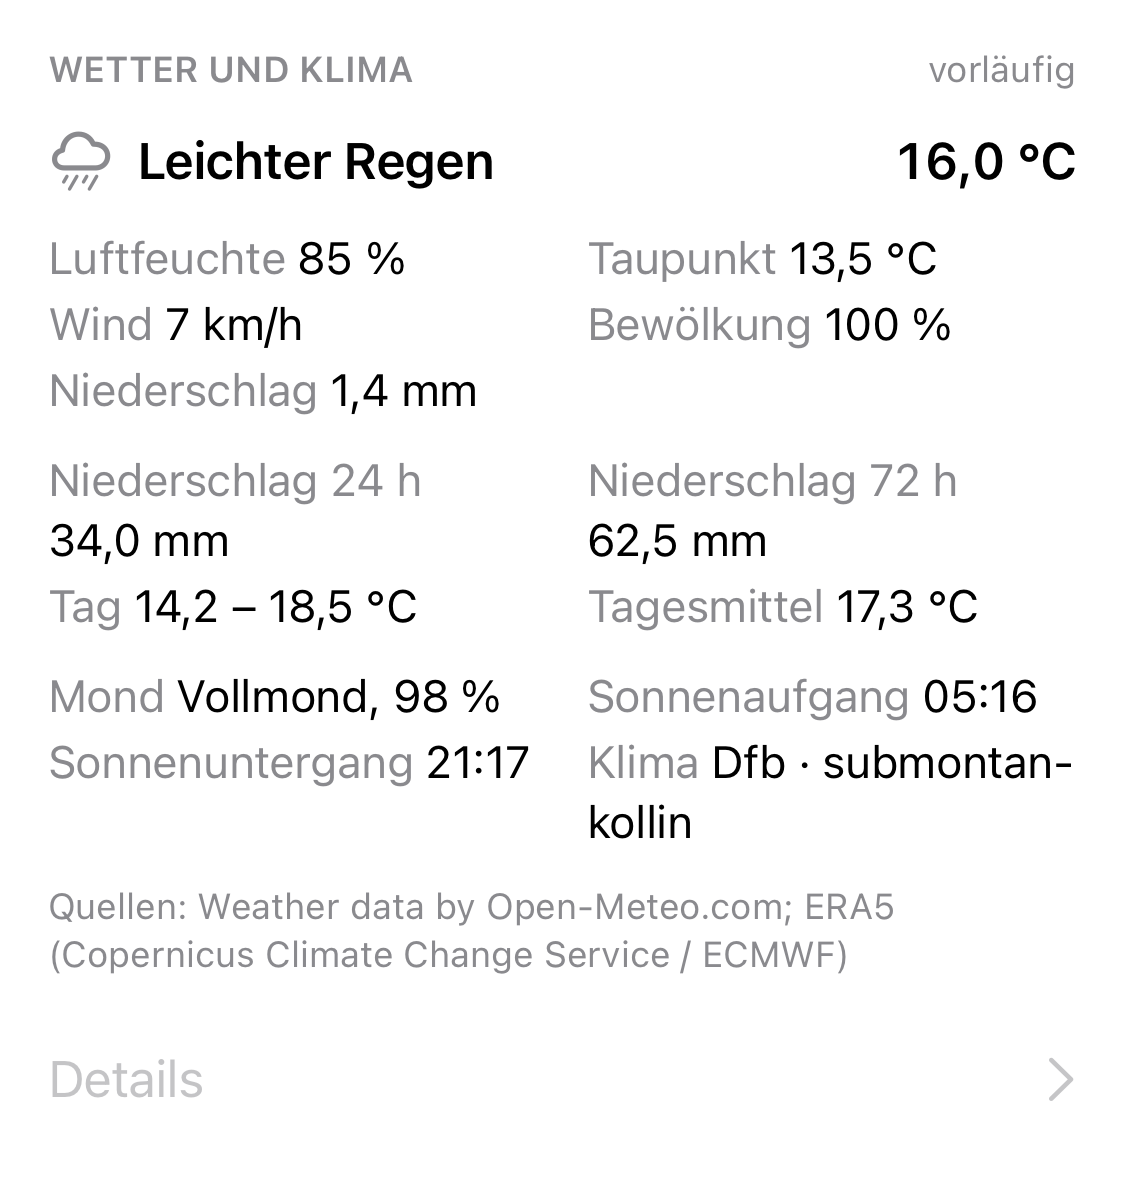 WETTER UND KLIMA vorläufig
Leichter Regen 16,0 °C
Luftfeuchte 85 % Taupunkt 13,5 °C
Wind 7 km/h Bewölkung 100 %
Niederschlag 1,4 mm
Niederschlag 24 h Niederschlag 72 h
34,0 mm 62,5 mm
Tag 14,2 – 18,5 °C Tagesmittel 17,3 °C
Mond Vollmond, 98 % Sonnenaufgang 05:16
Sonnenuntergang 21:17 Klima Dfb · submontan-
kollin
Quellen: Weather data by Open-Meteo.com; ERA5
(Copernicus Climate Change Service / ECMWF)
Details